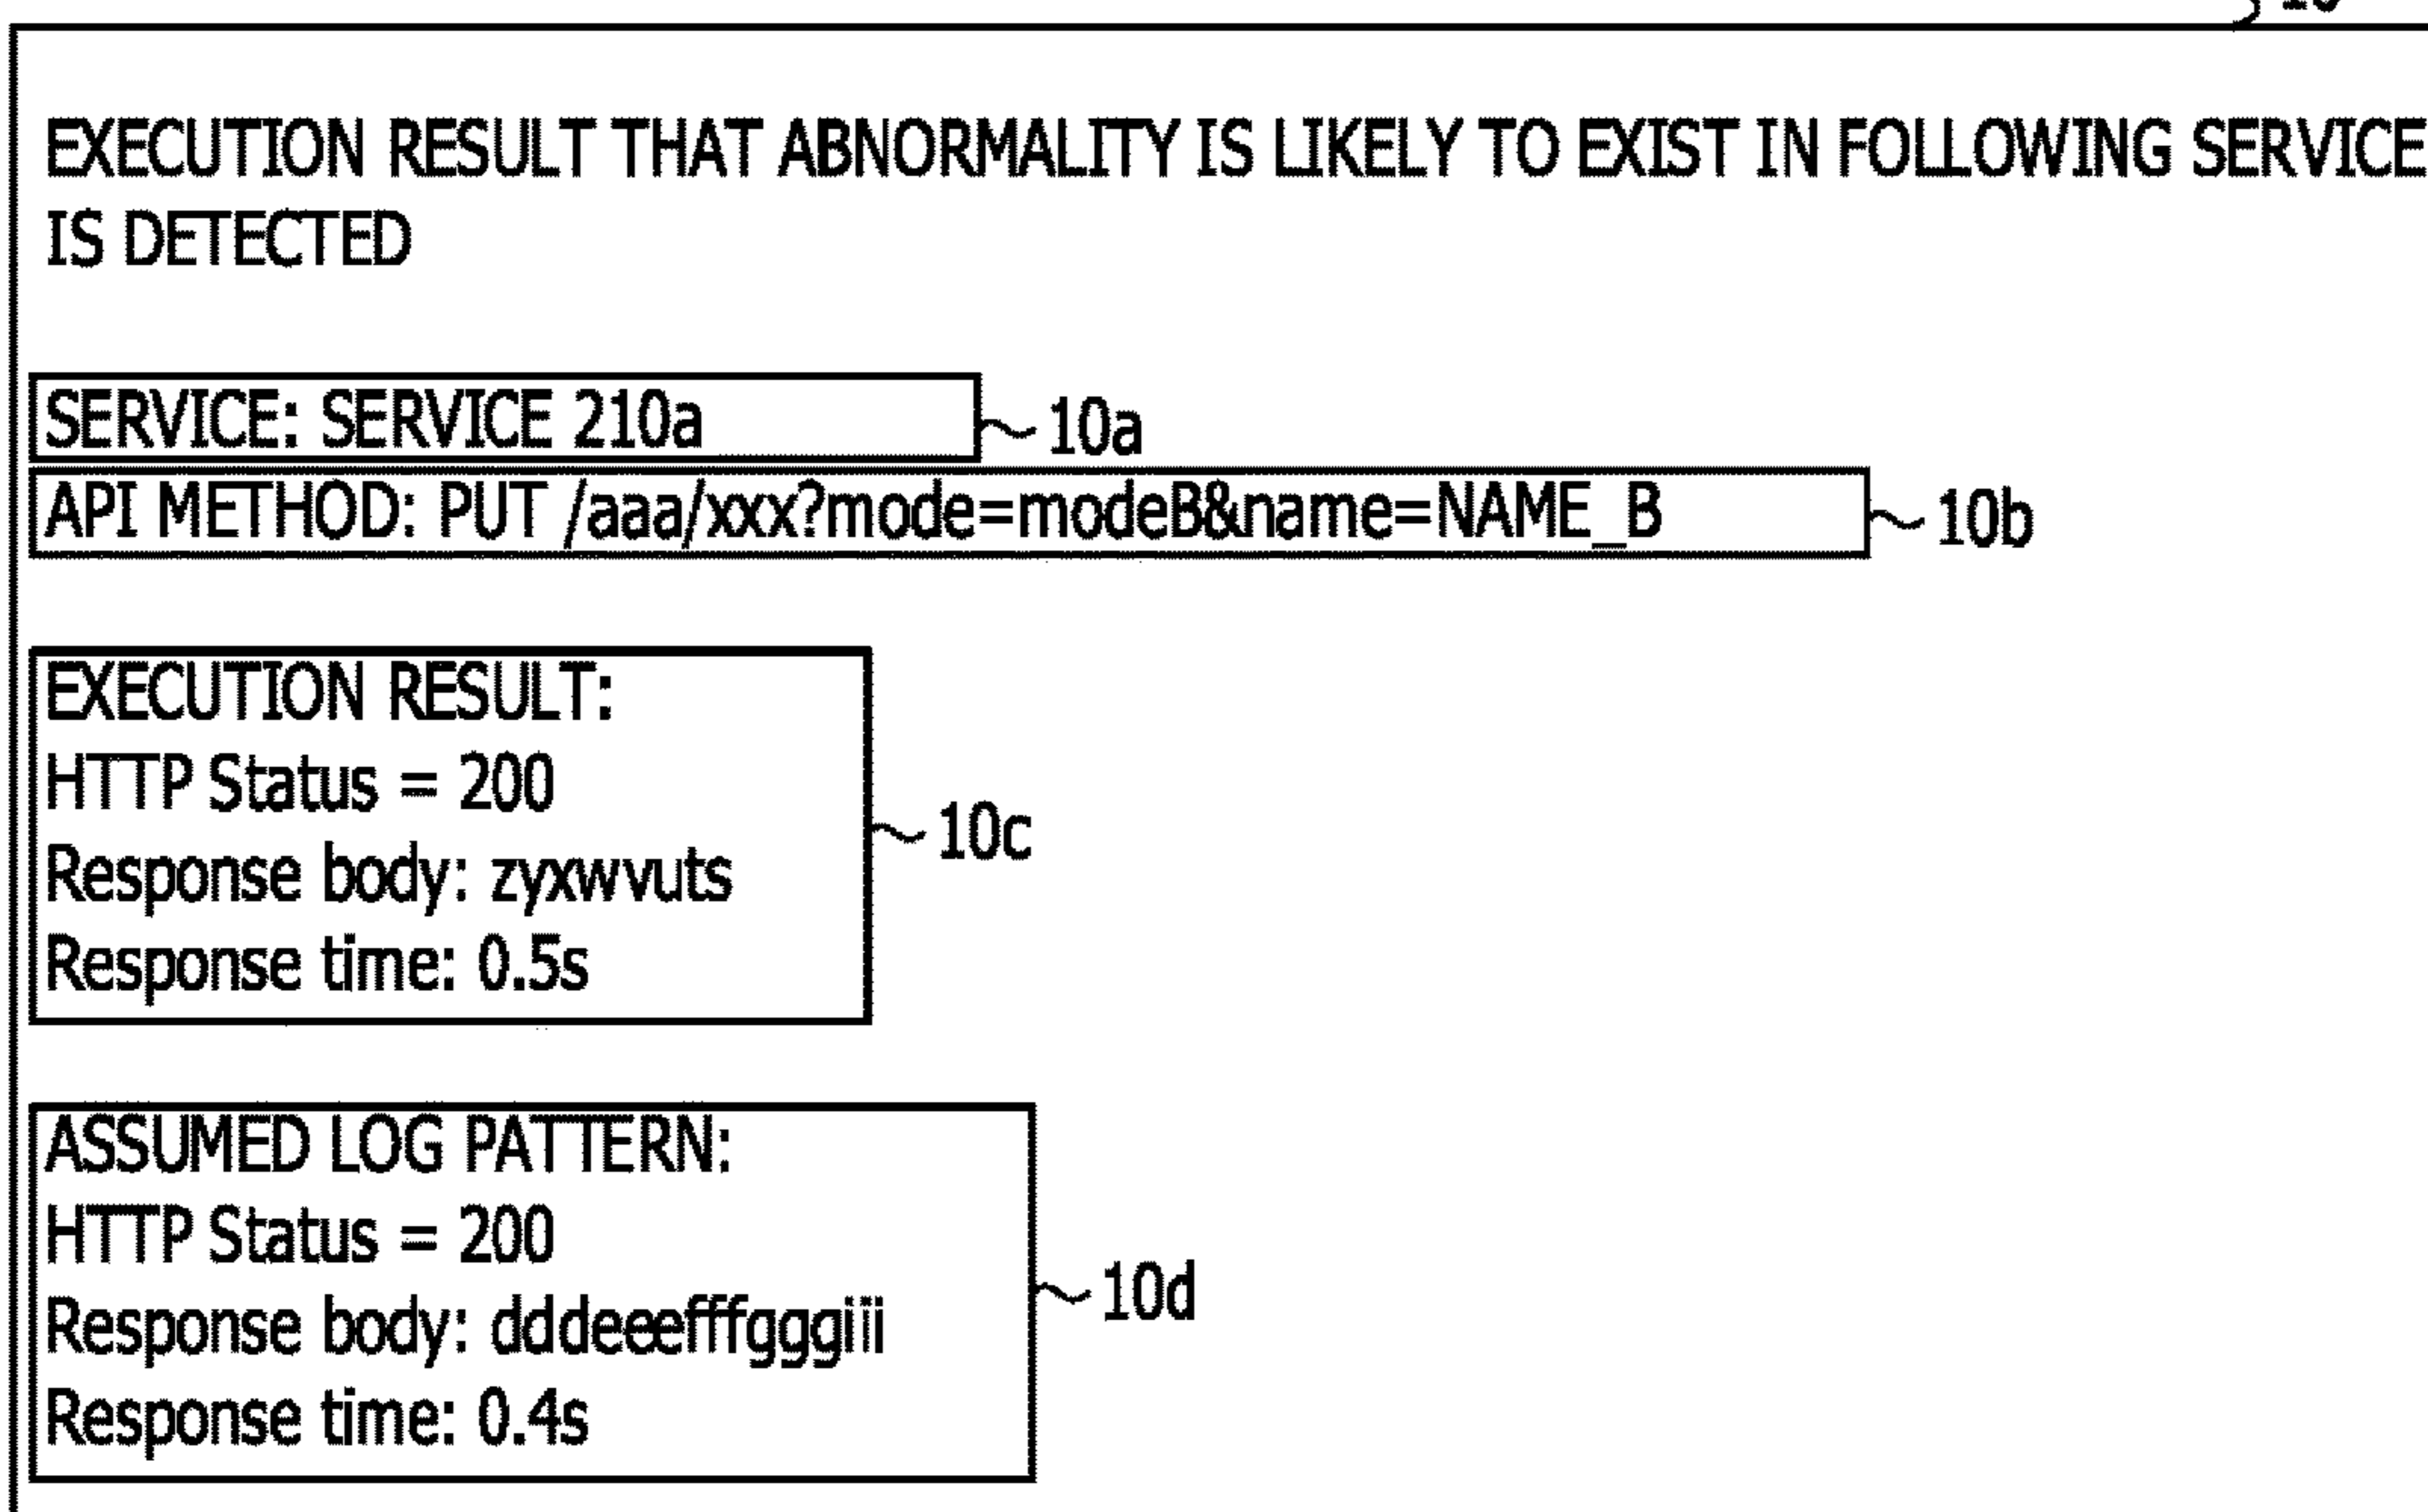 EXECUTION RESULT THAT ABNORMALITY IS LIKELY TO EXIST IN FOLLOWING SERVICE
IS DETECTED
SERVICE: SERVICE 210a
10a
API METHOD: PUT /aaa/xxx?mode=modeB&name=NAME_B
10b
EXECUTION RESULT:
HTTP Status = 200
Response body: zyxwvuts
Response time: 0.5s
10c
ASSUMED LOG PATTERN:
HTTP Status = 200
Response body: dddeeefffgggiii
Response time: 0.4s
10d